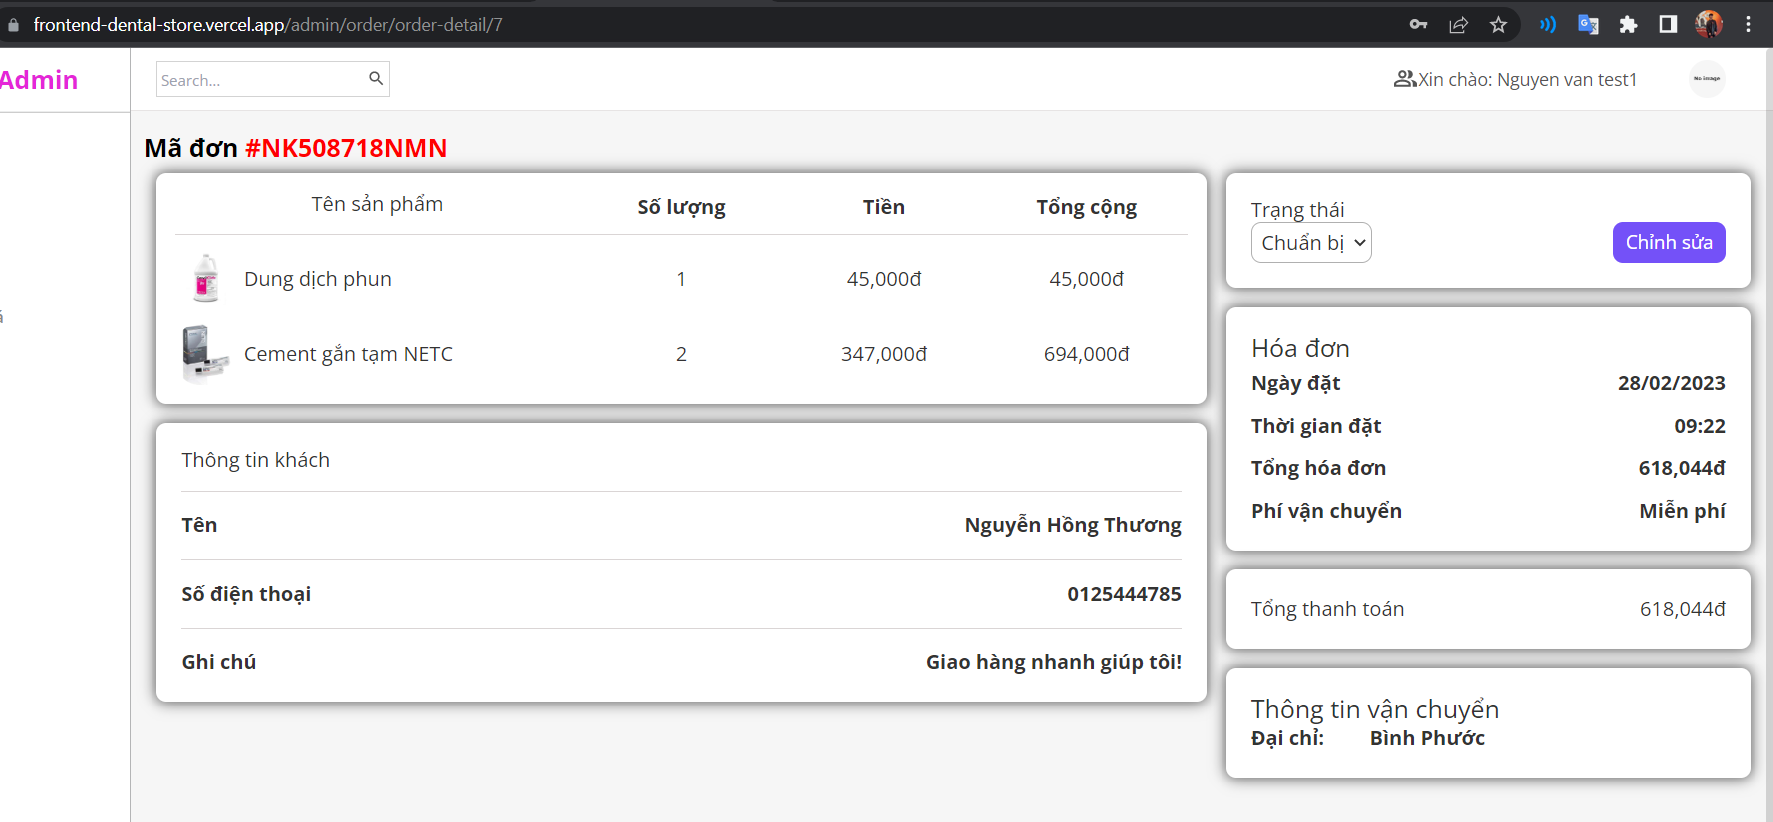 frontend-dental-store.vercel.app/admin/order/order-detail/7
Admin
Search...
Xin chào: Nguyen van test1
No image
Mã đơn #NK508718NMN
Tên sản phẩm Số lượng Tiền Tổng cộng
Dung dịch phun 1 45,000đ 45,000đ
Cement gắn tạm NETC 2 347,000đ 694,000đ
Thông tin khách
Tên Nguyễn Hồng Thương
Số điện thoại 0125444785
Ghi chú Giao hàng nhanh giúp tôi!
Trạng thái
Chuẩn bị Chỉnh sửa
Hóa đơn
Ngày đặt 28/02/2023
Thời gian đặt 09:22
Tổng hóa đơn 618,044đ
Phí vận chuyển Miễn phí
Tổng thanh toán 618,044đ
Thông tin vận chuyển
Đại chỉ: Bình Phước